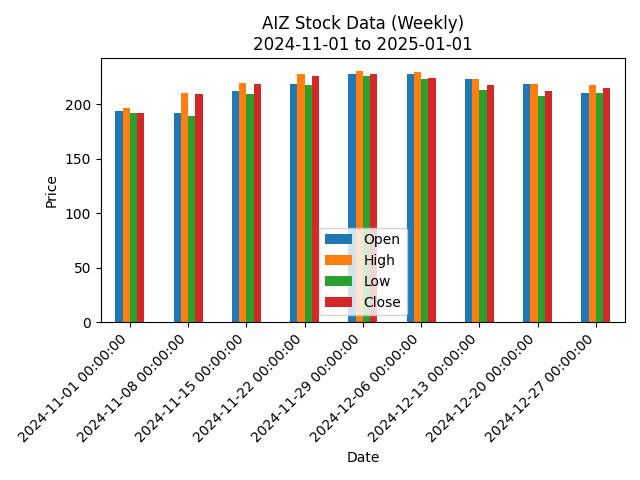 AIZ Stock Data (Weekly)
2024-11-01 to 2025-01-01
Price
200
150
100
50
0
Open
High
Low
Close
2024-11-01 00:00:00
2024-11-08 00:00:00
2024-11-15 00:00:00
2024-11-22 00:00:00
2024-11-29 00:00:00
2024-12-06 00:00:00
2024-12-13 00:00:00
2024-12-20 00:00:00
2024-12-27 00:00:00
Date